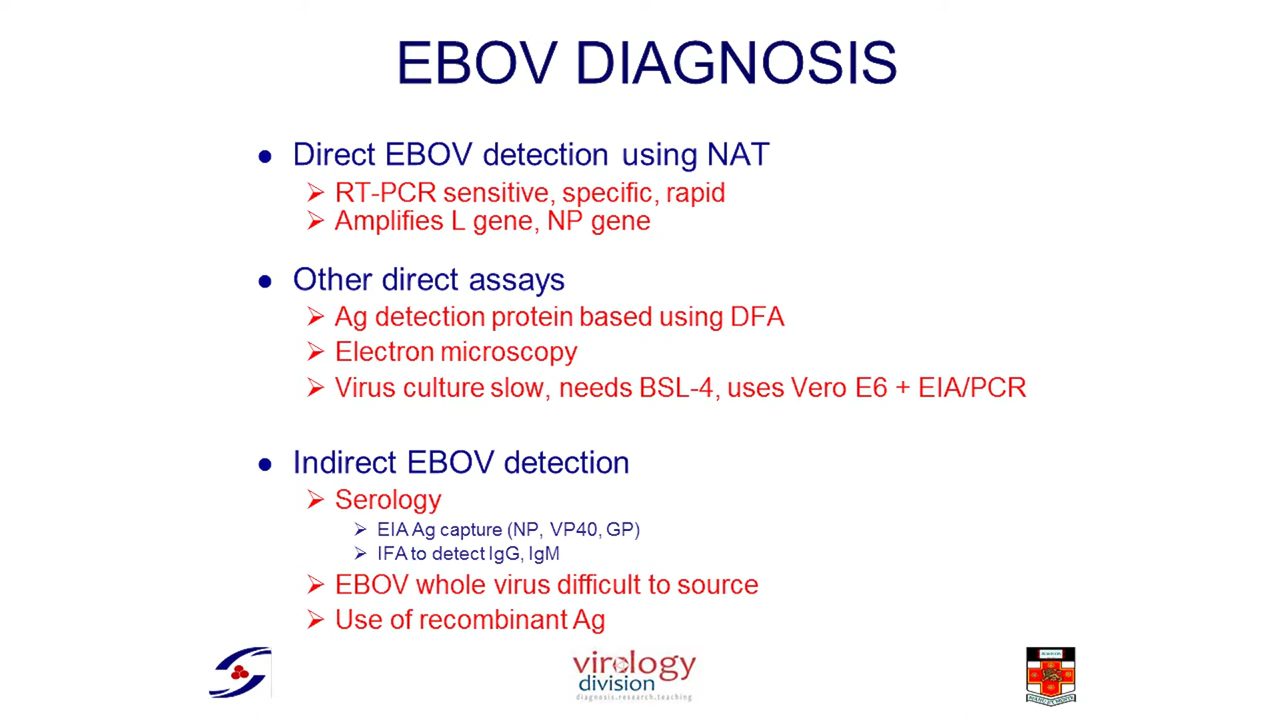 EBOV DIAGNOSIS
● Direct EBOV detection using NAT
➢ RT-PCR sensitive, specific, rapid
➢ Amplifies L gene, NP gene
● Other direct assays
➢ Ag detection protein based using DFA
➢ Electron microscopy
➢ Virus culture slow, needs BSL-4, uses Vero E6 + EIA/PCR
● Indirect EBOV detection
➢ Serology
➢ EIA Ag capture (NP, VP40, GP)
➢ IFA to detect IgG, IgM
➢ EBOV whole virus difficult to source
➢ Use of recombinant Ag
virology
division
diagnosis.research.teaching